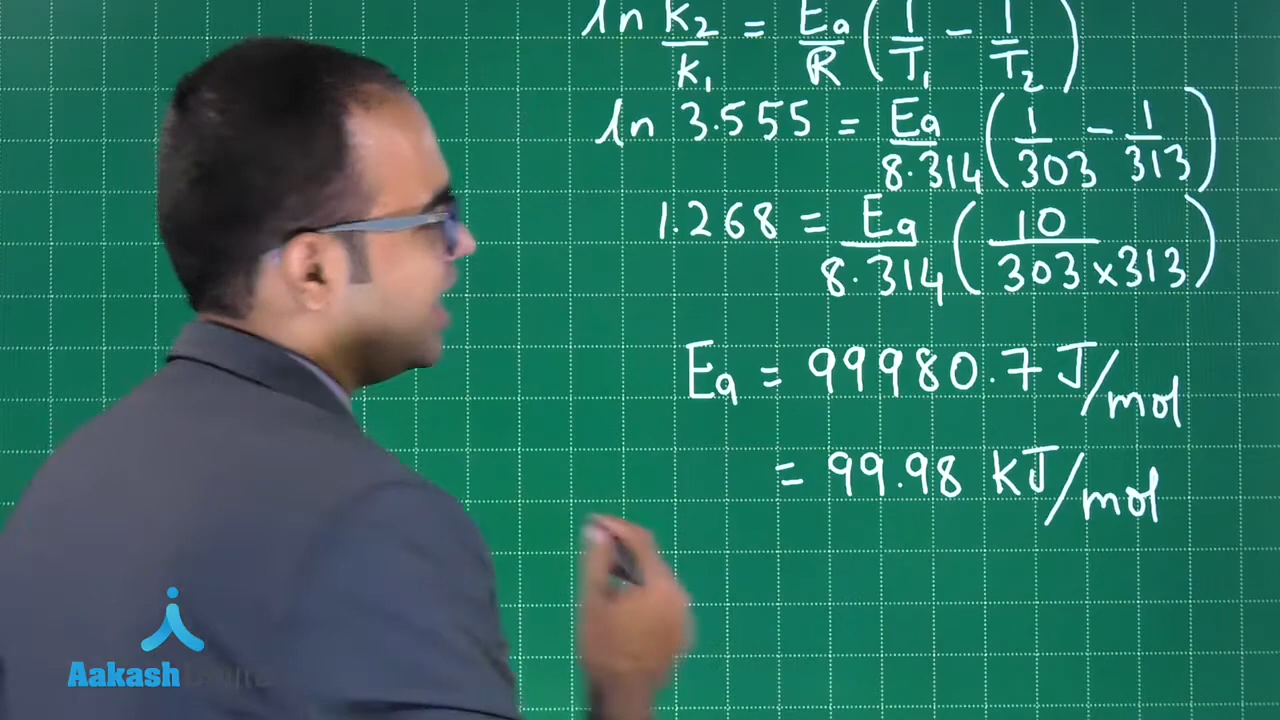 ln K2/K1 = Ea/R (1/T1 - 1/T2)
ln 3.555 = Ea/8.314 (1/303 - 1/313)
1.268 = Ea/8.314 (10/303 x 313)
Ea = 99980.7 J/mol
= 99.98 kJ/mol
Aakash